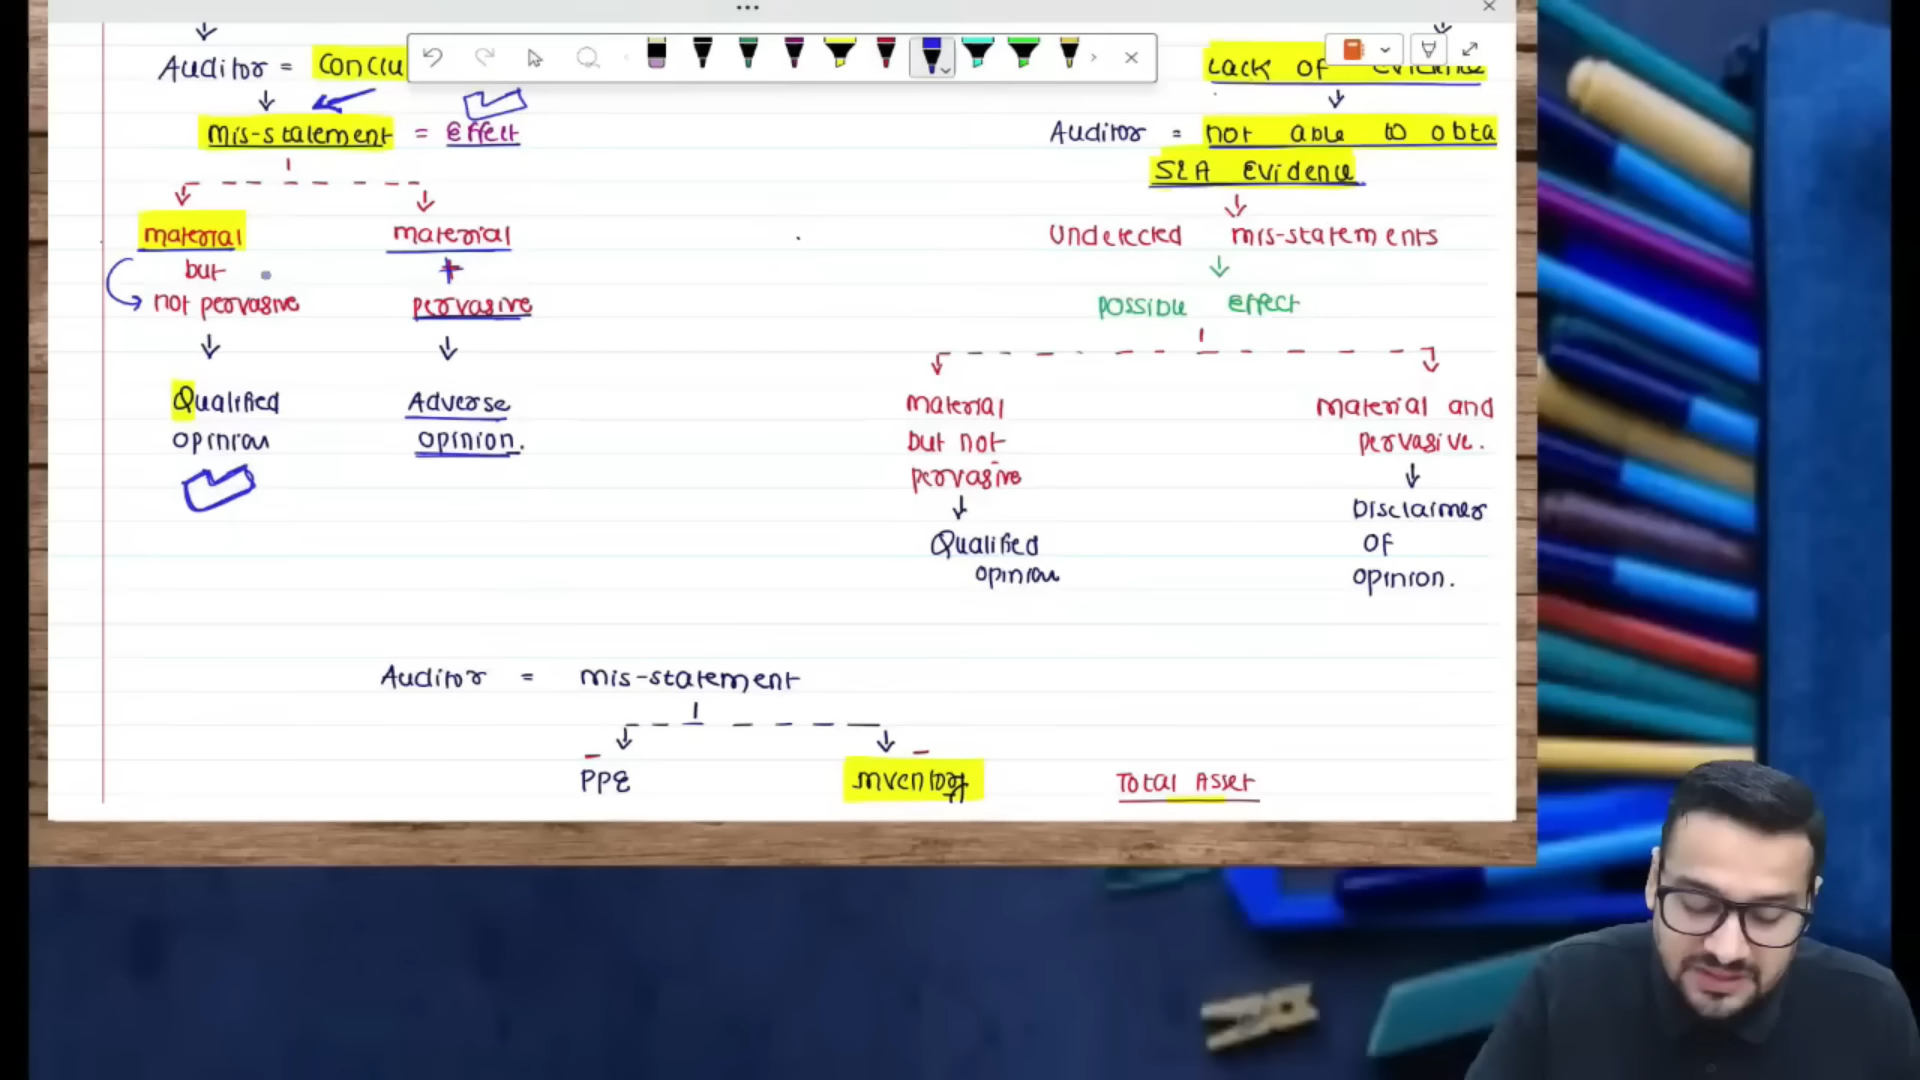 Auditor = Conclu
mis-statement = effect
material
but
not pervasive
Qualified
opinion
material
+
pervasive
Adverse
opinion.
Lack of evidence
Auditor = not able to obta
S&A Evidence
Undetected mis-statements
possible effect
material
but not
pervasive
Qualified
opinion
Material and
pervasive.
Disclaimer
OF
opinion.
Auditor = mis-statement
PPE
inventory
Total Asset